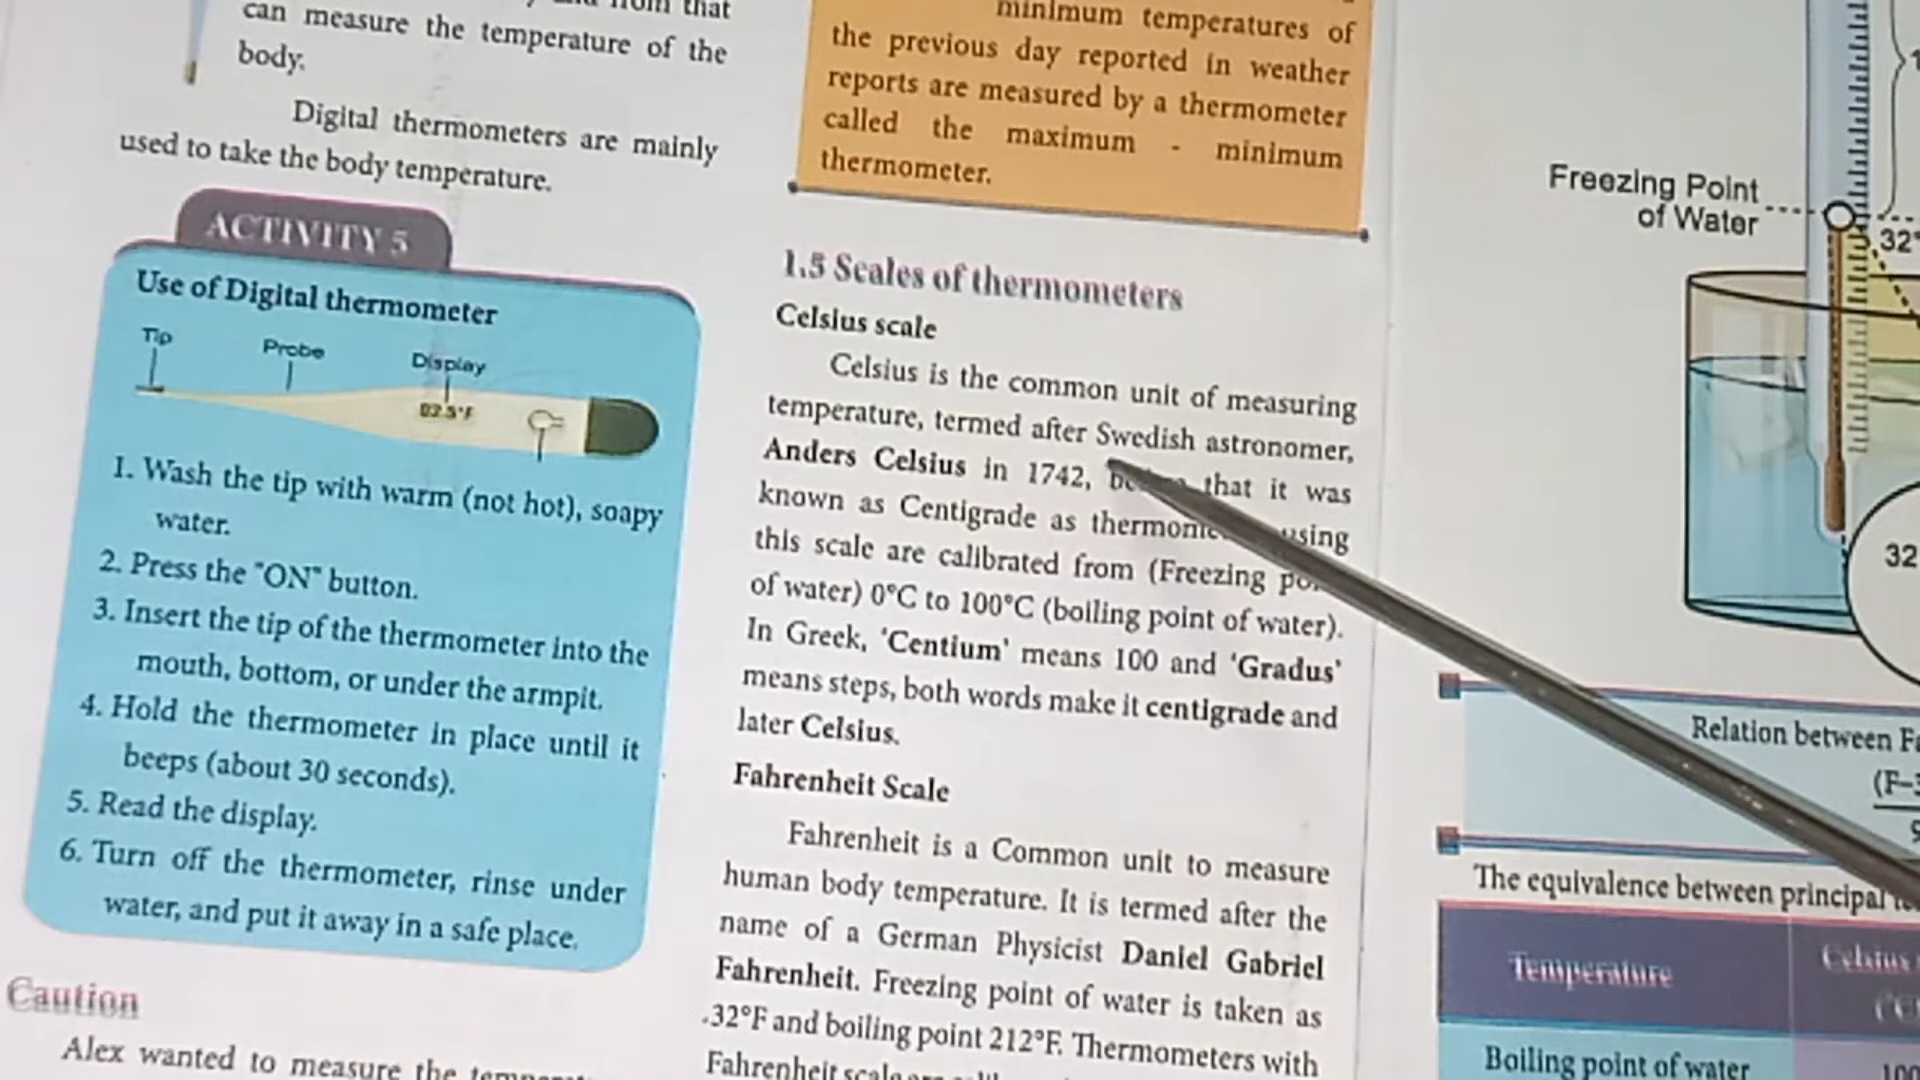 from that
can measure the temperature of the
body.
Digital thermometers are mainly
used to take the body temperature.
ACTIVITY 5
Use of Digital thermometer
Tip
Probe
Display
1. Wash the tip with warm (not hot), soapy
water.
2. Press the "ON" button.
3. Insert the tip of the thermometer into the
mouth, bottom, or under the armpit.
4. Hold the thermometer in place until it
beeps (about 30 seconds).
5. Read the display.
6. Turn off the thermometer, rinse under
water, and put it away in a safe place.
Caution
Alex wanted to measure the
minimum temperatures of
the previous day reported in weather
reports are measured by a thermometer
called the maximum - minimum
thermometer.
1.5 Scales of thermometers
Celsius scale
Celsius is the common unit of measuring
temperature, termed after Swedish astronomer,
Anders Celsius in 1742, that it was
known as Centigrade as using
this scale are calibrated from (Freezing
of water) 0°C to 100°C (boiling point of water).
In Greek, 'Centium' means 100 and 'Gradus'
means steps, both words make it centigrade and
later Celsius.
Fahrenheit Scale
Fahrenheit is a Common unit to measure
human body temperature. It is termed after the
name of a German Physicist Daniel Gabriel
Fahrenheit. Freezing point of water is taken as
32°F and boiling point 212°F. Thermometers with
Fahrenheit scale
Freezing Point
of Water
32°
32
Relation between
(F-
The equivalence between principal
Temperature
Celsius
Boiling point of water
100